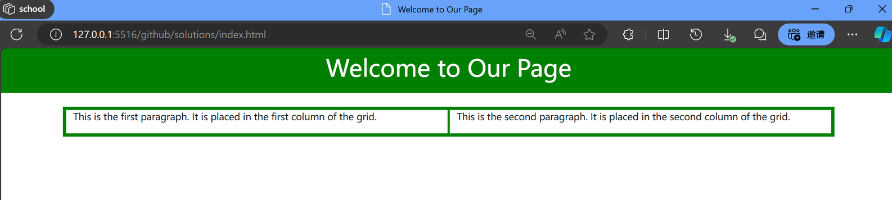 school
Welcome to Our Page
127.0.0.1:5516/github/solutions/index.html
邀请
Welcome to Our Page
This is the first paragraph. It is placed in the first column of the grid.
This is the second paragraph. It is placed in the second column of the grid.